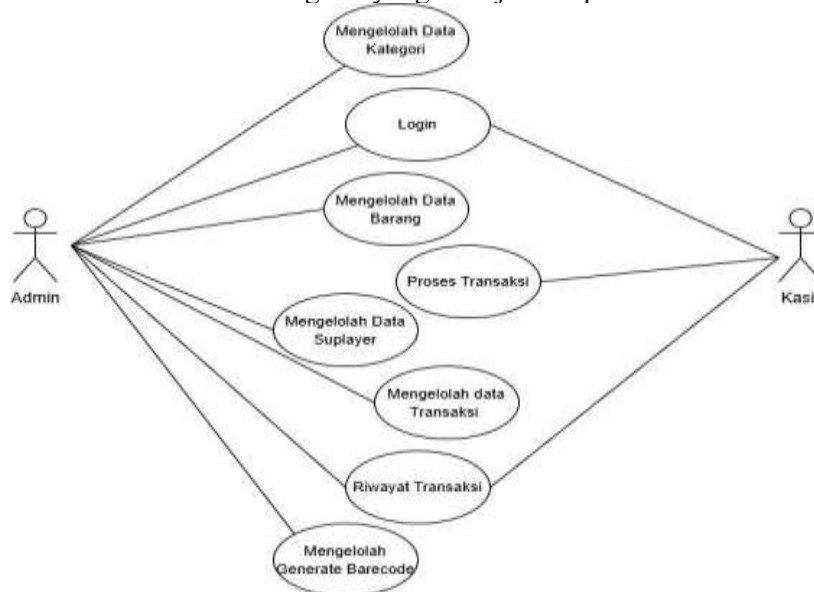 Mengelolah Data
Kategori
Login
Mengelolah Data
Barang
Admin
Proses Transaksi
Mengelolah Data
Suplayer
Mengelolah data
Transaksi
Riwayat Transaksi
Mengelolah
Generate Barecode